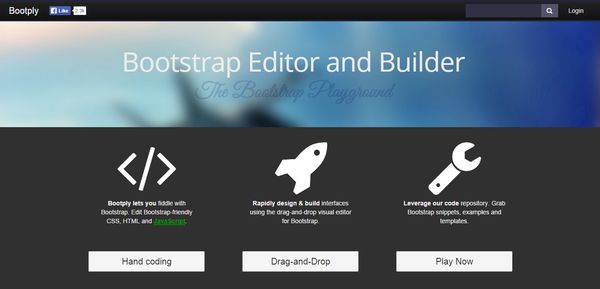 Bootply Like 2.3k Login
Bootstrap Editor and Builder
The Bootstrap Playground
Bootply lets you fiddle with
Bootstrap. Edit Bootstrap-friendly
CSS, HTML and JavaScript.
Rapidly design & build interfaces
using the drag-and-drop visual editor
for Bootstrap.
Leverage our code repository. Grab
Bootstrap snippets, examples and
templates.
Hand coding
Drag-and-Drop
Play Now